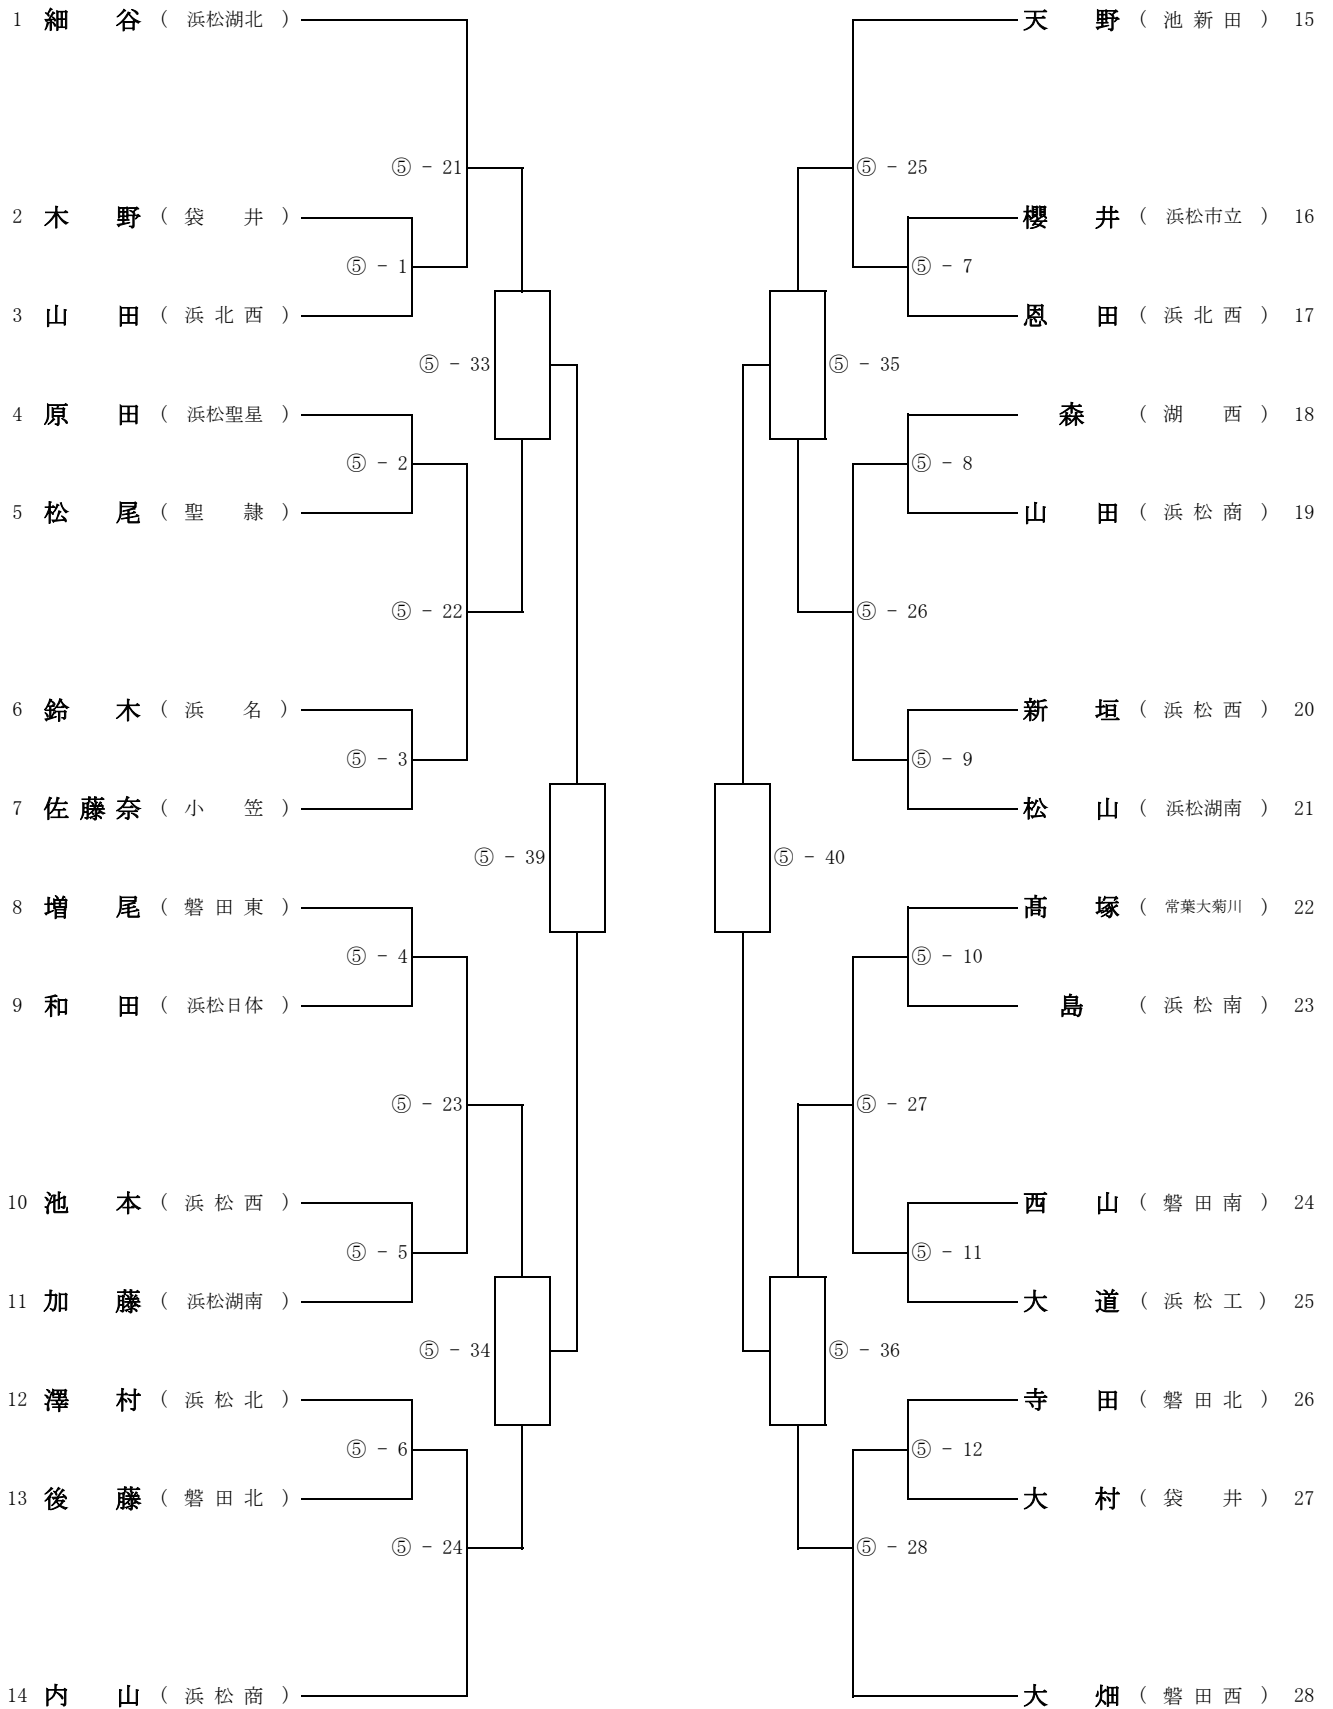 1 細 谷 ( 浜松湖北 )
⑤ - 21
2 木 野 ( 袋 井 )
⑤ - 1
3 山 田 ( 浜 北 西 )
⑤ - 33
4 原 田 ( 浜松聖星 )
⑤ - 2
5 松 尾 ( 聖 隷 )
⑤ - 22
6 鈴 木 ( 浜 名 )
⑤ - 3
7 佐 藤 奈 ( 小 笠 )
⑤ - 39
8 増 尾 ( 磐 田 東 )
⑤ - 4
9 和 田 ( 浜松日体 )
⑤ - 23
10 池 本 ( 浜 松 西 )
⑤ - 5
11 加 藤 ( 浜松湖南 )
⑤ - 34
12 澤 村 ( 浜 松 北 )
⑤ - 6
13 後 藤 ( 磐 田 北 )
⑤ - 24
14 内 山 ( 浜 松 商 )
天 野 ( 池 新 田 ) 15
⑤ - 25
櫻 井 ( 浜松市立 ) 16
⑤ - 7
恩 田 ( 浜 北 西 ) 17
⑤ - 35
森 ( 湖 西 ) 18
⑤ - 8
山 田 ( 浜 松 商 ) 19
⑤ - 26
新 垣 ( 浜 松 西 ) 20
⑤ - 9
松 山 ( 浜松湖南 ) 21
⑤ - 40
髙 塚 ( 常葉大菊川 ) 22
⑤ - 10
島 ( 浜 松 南 ) 23
⑤ - 27
西 山 ( 磐 田 南 ) 24
⑤ - 11
大 道 ( 浜 松 工 ) 25
⑤ - 36
寺 田 ( 磐 田 北 ) 26
⑤ - 12
大 村 ( 袋 井 ) 27
⑤ - 28
大 畑 ( 磐 田 西 ) 28